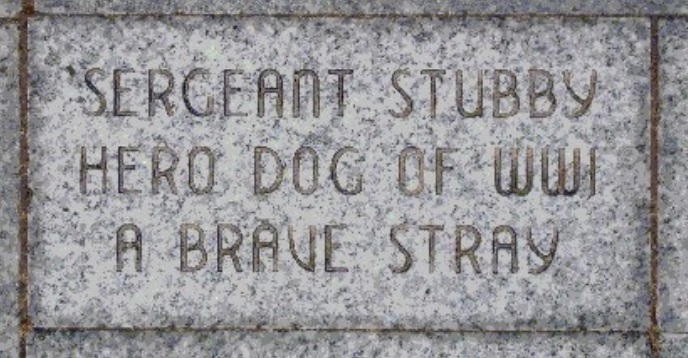 SERGEANT STUBBY
HERO DOG OF WWI
A BRAVE STRAY